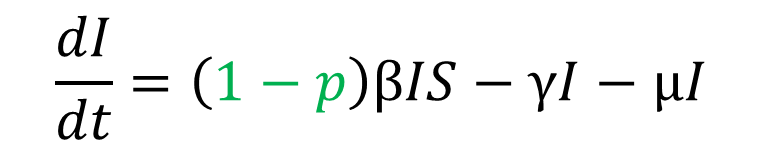 dI/dt = (1 − p)βIS − γI − μI